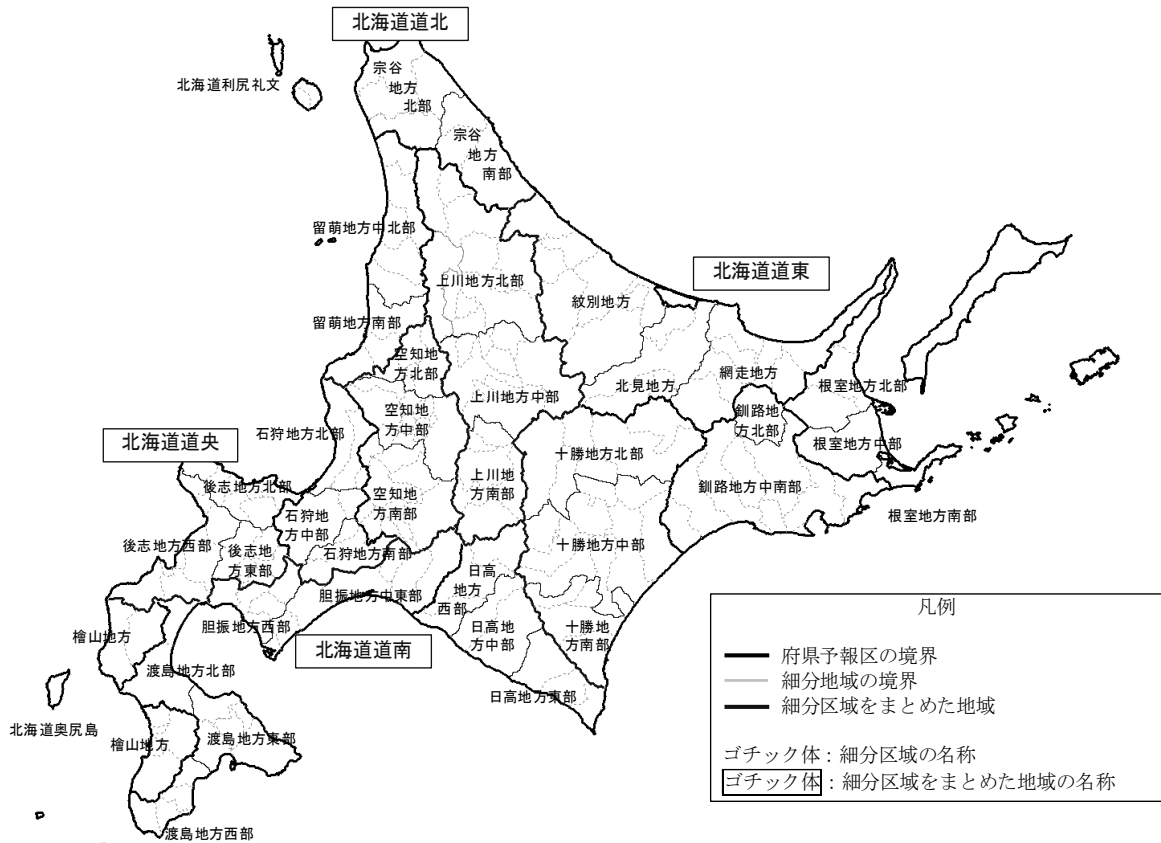 北海道道北
宗谷
地方
北部
北海道利尻礼文
宗谷
地方
南部
留萌地方中北部
北海道道東
上川地方北部
紋別地方
留萌地方南部
空知地
方北部
上川地方中部
北見地方
網走地方
根室地方北部
釧路地
方北部
空知地
方中部
石狩地方北部
北海道道央
根室地方中部
十勝地方北部
上川地
方南部
後志地方北部
釧路地方中南部
空知地
方南部
石狩地
方中部
根室地方南部
後志地方西部
後志地
方東部
石狩地方南部
十勝地方中部
日高
地方
西部
胆振地方中東部
胆振地方西部
檜山地方
日高地
方中部
十勝地
方南部
北海道道南
渡島地方北部
日高地方東部
北海道奥尻島
檜山地方
渡島地方東部
渡島地方西部
凡例
府県予報区の境界
細分地域の境界
細分区域をまとめた地域
ゴチック体：細分区域の名称
ゴチック体：細分区域をまとめた地域の名称